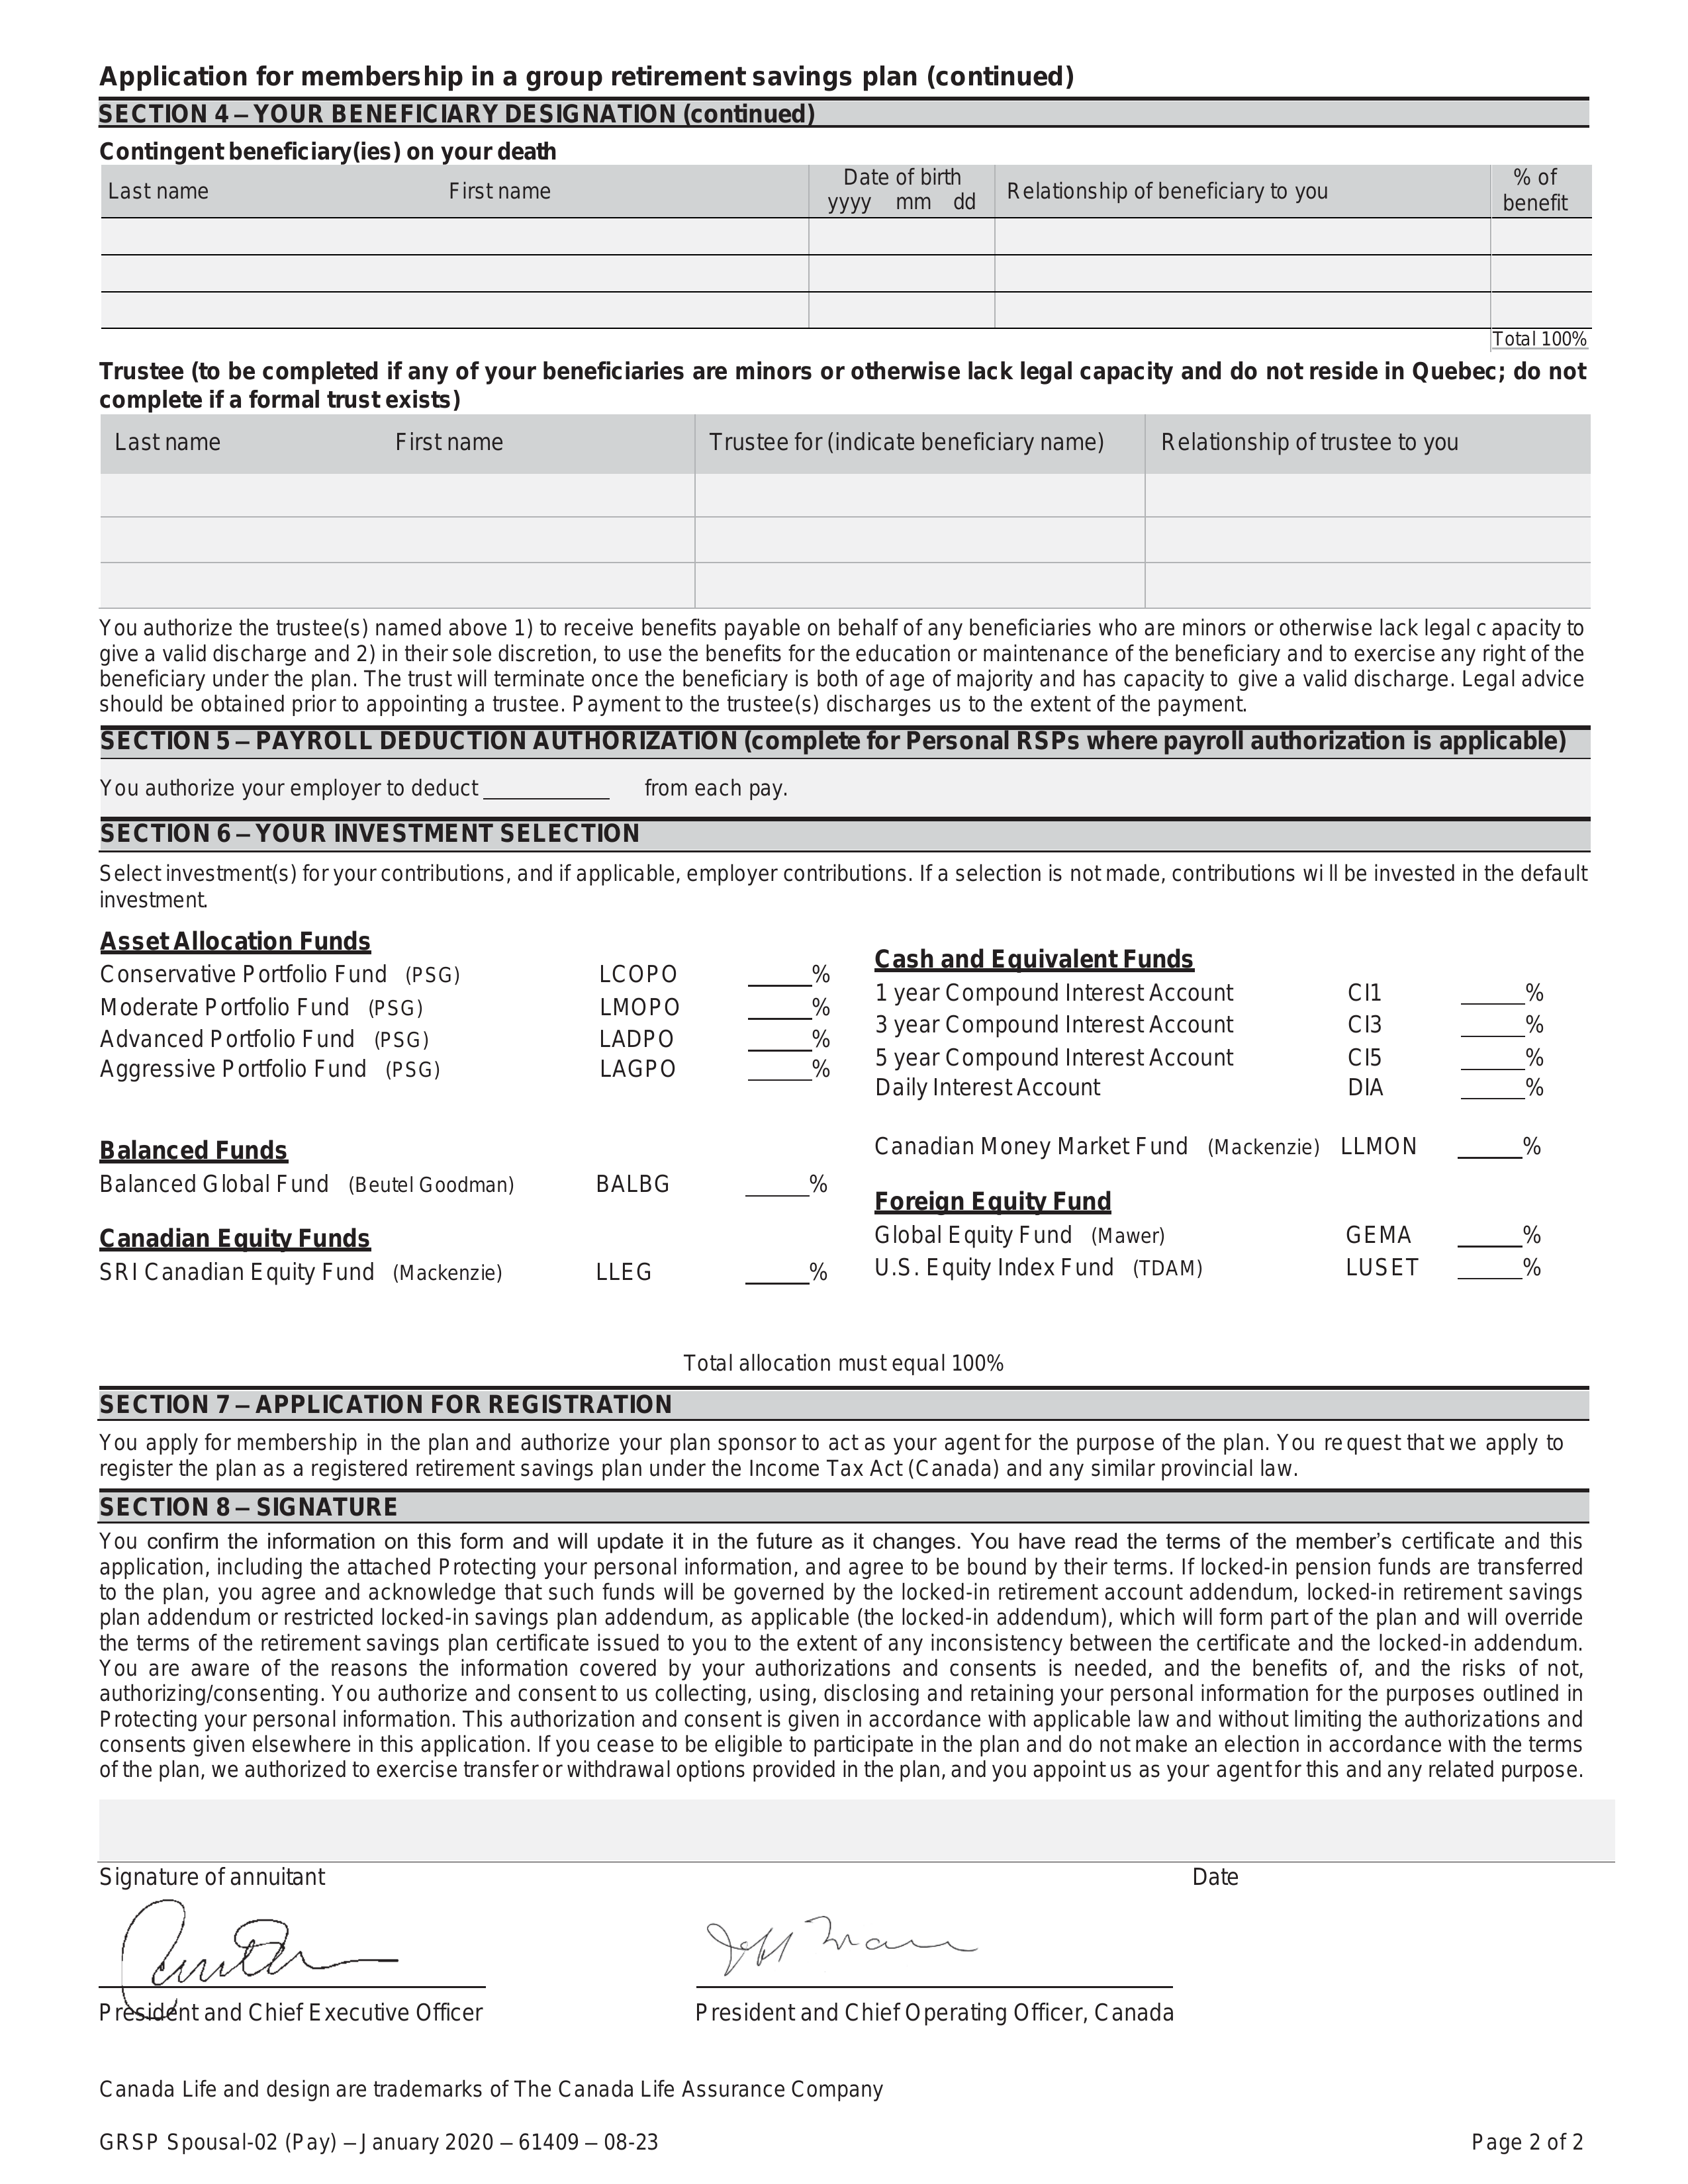 Application for membership in a group retirement savings plan (continued)
SECTION 4 – YOUR BENEFICIARY DESIGNATION (continued)
Contingent beneficiary(ies) on your death
Last name First name Date of birth yyyy mm dd Relationship of beneficiary to you % of benefit
Total 100%
Trustee (to be completed if any of your beneficiaries are minors or otherwise lack legal capacity and do not reside in Quebec; do not
complete if a formal trust exists)
Last name First name Trustee for (indicate beneficiary name) Relationship of trustee to you
You authorize the trustee(s) named above 1) to receive benefits payable on behalf of any beneficiaries who are minors or otherwise lack legal capacity to
give a valid discharge and 2) in their sole discretion, to use the benefits for the education or maintenance of the beneficiary and to exercise any right of the
beneficiary under the plan. The trust will terminate once the beneficiary is both of age of majority and has capacity to give a valid discharge. Legal advice
should be obtained prior to appointing a trustee. Payment to the trustee(s) discharges us to the extent of the payment.
SECTION 5 – PAYROLL DEDUCTION AUTHORIZATION (complete for Personal RSPs where payroll authorization is applicable)
You authorize your employer to deduct ___________ from each pay.
SECTION 6 – YOUR INVESTMENT SELECTION
Select investment(s) for your contributions, and if applicable, employer contributions. If a selection is not made, contributions will be invested in the default
investment.
Asset Allocation Funds
Conservative Portfolio Fund (PSG) LCOPO _____%
Moderate Portfolio Fund (PSG) LMOPO _____%
Advanced Portfolio Fund (PSG) LADPO _____%
Aggressive Portfolio Fund (PSG) LAGPO _____%
Balanced Funds
Balanced Global Fund (Beutel Goodman) BALBG _____%
Canadian Equity Funds
SRI Canadian Equity Fund (Mackenzie) LLEG _____%
Cash and Equivalent Funds
1 year Compound Interest Account CI1 _____%
3 year Compound Interest Account CI3 _____%
5 year Compound Interest Account CI5 _____%
Daily Interest Account DIA _____%
Canadian Money Market Fund (Mackenzie) LLMON _____%
Foreign Equity Fund
Global Equity Fund (Mawer) GEMA _____%
U.S. Equity Index Fund (TDAM) LUSET _____%
Total allocation must equal 100%
SECTION 7 – APPLICATION FOR REGISTRATION
You apply for membership in the plan and authorize your plan sponsor to act as your agent for the purpose of the plan. You request that we apply to
register the plan as a registered retirement savings plan under the Income Tax Act (Canada) and any similar provincial law.
SECTION 8 – SIGNATURE
You confirm the information on this form and will update it in the future as it changes. You have read the terms of the member’s certificate and this
application, including the attached Protecting your personal information, and agree to be bound by their terms. If locked-in pension funds are transferred
to the plan, you agree and acknowledge that such funds will be governed by the locked-in retirement account addendum, locked-in retirement savings
plan addendum or restricted locked-in savings plan addendum, as applicable (the locked-in addendum), which will form part of the plan and will override
the terms of the retirement savings plan certificate issued to you to the extent of any inconsistency between the certificate and the locked-in addendum.
You are aware of the reasons the information covered by your authorizations and consents is needed, and the benefits of, and the risks of not,
authorizing/consenting. You authorize and consent to us collecting, using, disclosing and retaining your personal information for the purposes outlined in
Protecting your personal information. This authorization and consent is given in accordance with applicable law and without limiting the authorizations and
consents given elsewhere in this application. If you cease to be eligible to participate in the plan and do not make an election in accordance with the terms
of the plan, we authorized to exercise transfer or withdrawal options provided in the plan, and you appoint us as your agent for this and any related purpose.
Signature of annuitant Date
President and Chief Executive Officer President and Chief Operating Officer, Canada
Canada Life and design are trademarks of The Canada Life Assurance Company
GRSP Spousal-02 (Pay) – January 2020 – 61409 – 08-23 Page 2 of 2